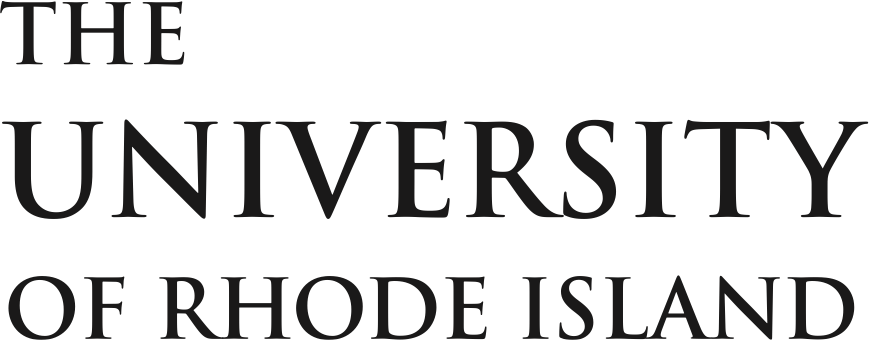 THE
UNIVERSITY
OF RHODE ISLAND